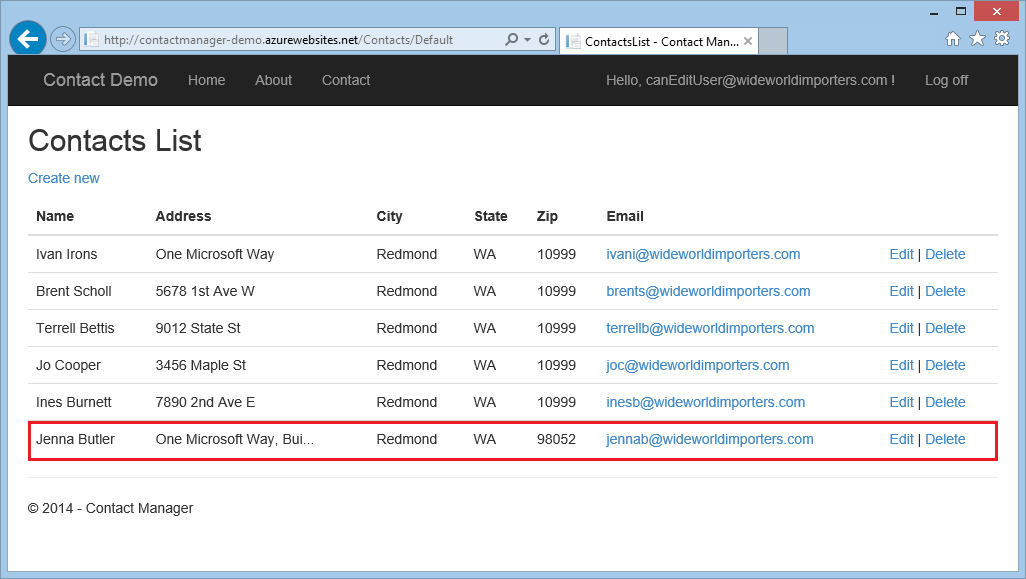 http://contactmanager-demo.azurewebsites.net/Contacts/Default ContactsList - Contact Man...
Contact Demo Home About Contact Hello, canEditUser@wideworldimporters.com ! Log off
Contacts List
Create new
Name Address City State Zip Email
Ivan Irons One Microsoft Way Redmond WA 10999 ivani@wideworldimporters.com Edit | Delete
Brent Scholl 5678 1st Ave W Redmond WA 10999 brents@wideworldimporters.com Edit | Delete
Terrell Bettis 9012 State St Redmond WA 10999 terrellb@wideworldimporters.com Edit | Delete
Jo Cooper 3456 Maple St Redmond WA 10999 joc@wideworldimporters.com Edit | Delete
Ines Burnett 7890 2nd Ave E Redmond WA 10999 inesb@wideworldimporters.com Edit | Delete
Jenna Butler One Microsoft Way, Bui... Redmond WA 98052 jennab@wideworldimporters.com Edit | Delete
© 2014 - Contact Manager